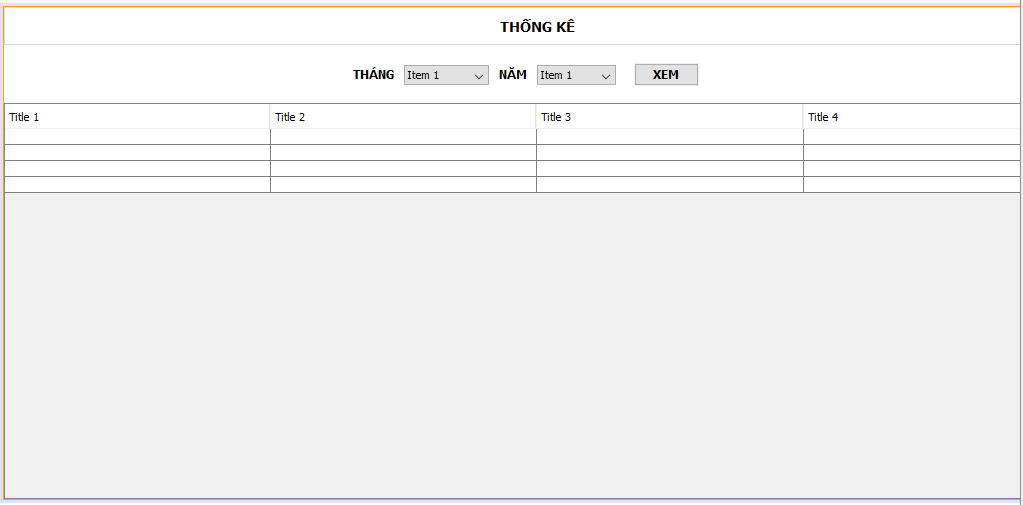 THỐNG KÊ
THÁNG Item 1 NĂM Item 1 XEM
Title 1 Title 2 Title 3 Title 4